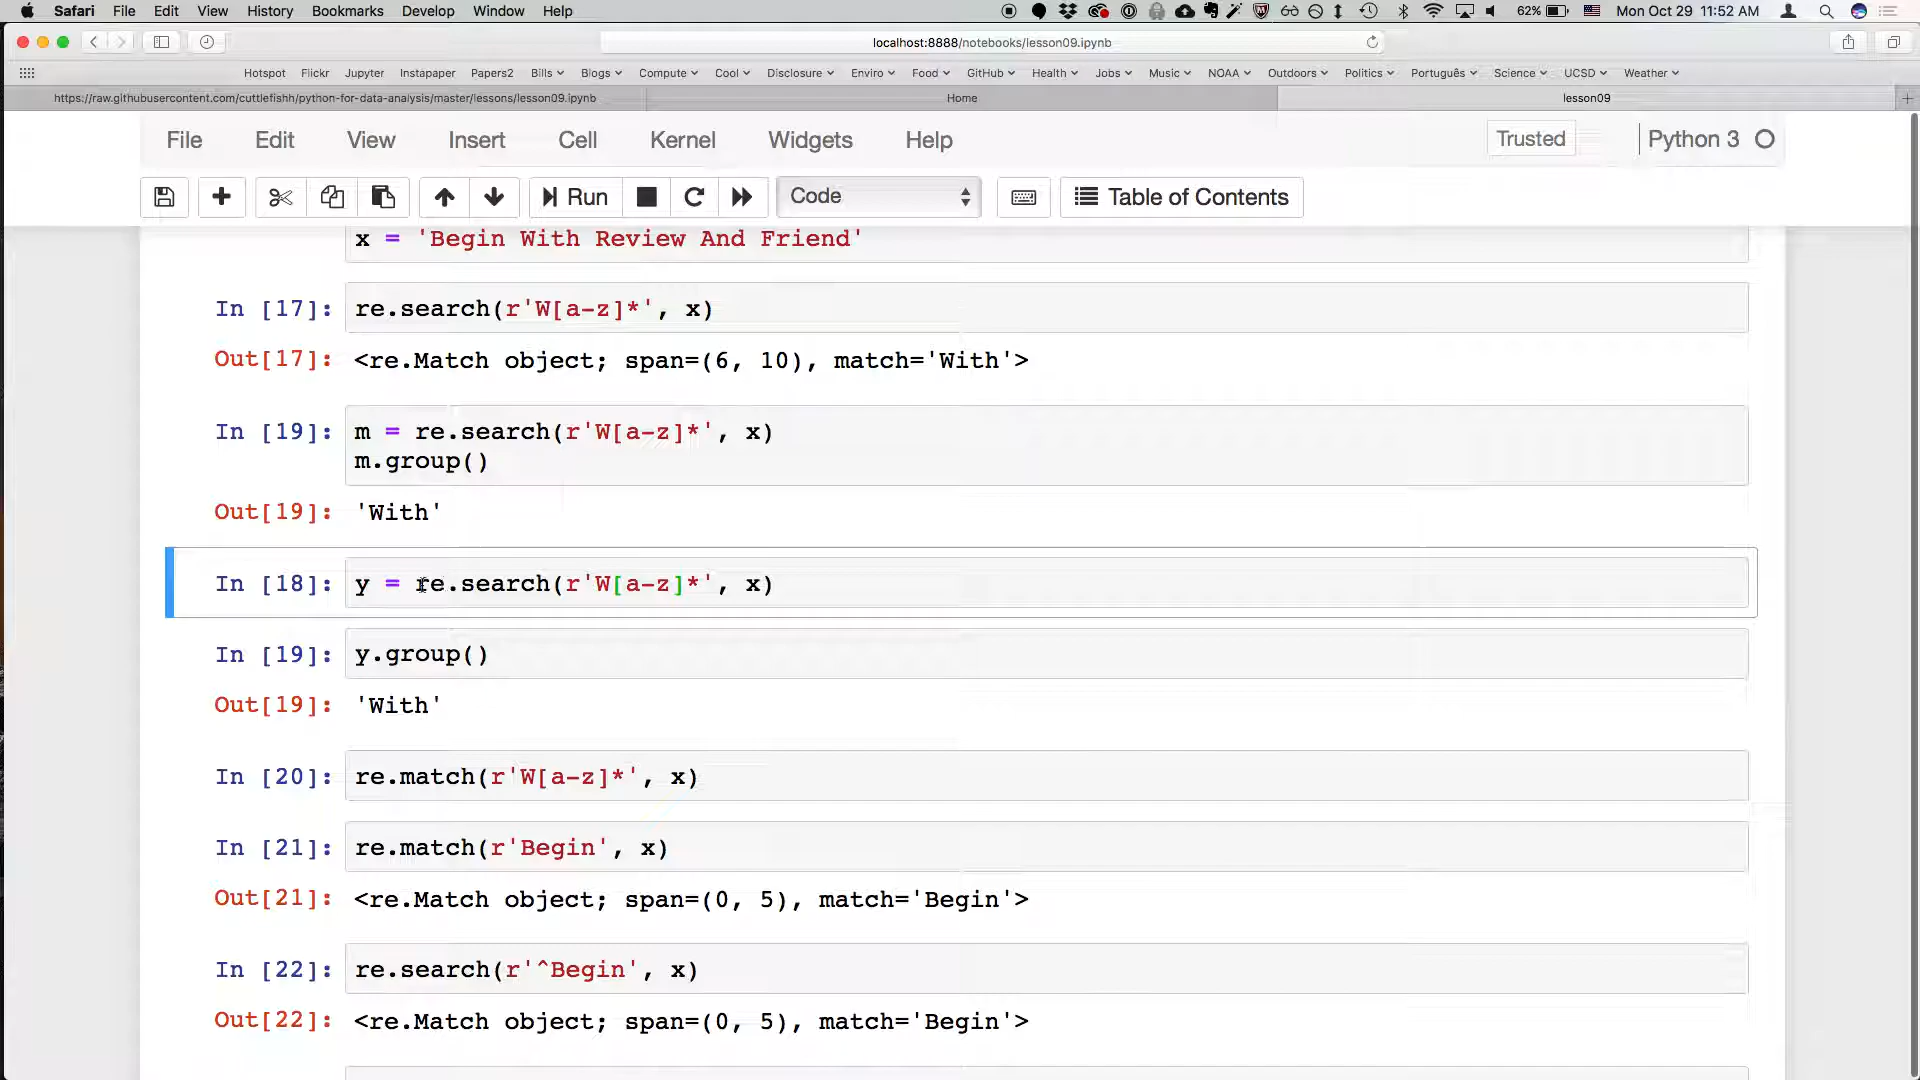 Safari File Edit View History Bookmarks Develop Window Help 62% Mon Oct 29 11:52 AM
localhost:8888/notebooks/lesson09.ipynb
Hotspot Flickr Jupyter Instapaper Papers2 Bills Blogs Compute Cool Disclosure Enviro Food GitHub Health Jobs Music NOAA Outdoors Politics Português Science UCSD Weather
https://raw.githubusercontent.com/cuttlefishh/python-for-data-analysis/master/lessons/lesson09.ipynb Home lesson09
File Edit View Insert Cell Kernel Widgets Help Trusted Python 3
Run Code Table of Contents
x = 'Begin With Review And Friend'
In [17]: re.search(r'W[a-z]*', x)
Out[17]: <re.Match object; span=(6, 10), match='With'>
In [19]: m = re.search(r'W[a-z]*', x)
m.group()
Out[19]: 'With'
In [18]: y = re.search(r'W[a-z]*', x)
In [19]: y.group()
Out[19]: 'With'
In [20]: re.match(r'W[a-z]*', x)
In [21]: re.match(r'Begin', x)
Out[21]: <re.Match object; span=(0, 5), match='Begin'>
In [22]: re.search(r'^Begin', x)
Out[22]: <re.Match object; span=(0, 5), match='Begin'>